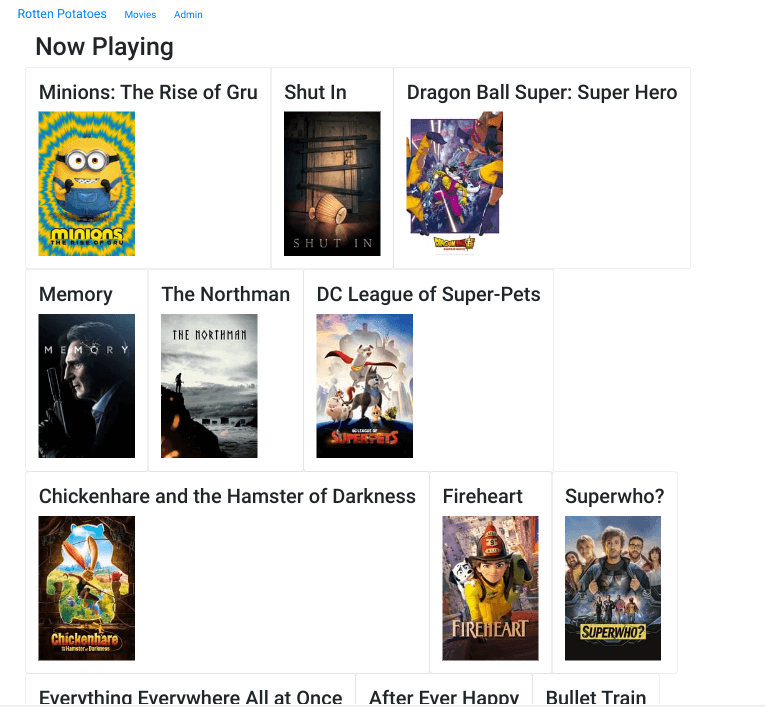 Rotten Potatoes Movies Admin
Now Playing
Minions: The Rise of Gru
Shut In
Dragon Ball Super: Super Hero
MINIONS
THE RISE OF GRU
SHUT IN
Memory
The Northman
DC League of Super-Pets
MEMORY
THE NORTHMAN
DC LEAGUE OF
SUPER-PETS
Chickenhare and the Hamster of Darkness
Fireheart
Superwho?
Chickenhare
and the Hamster of Darkness
FIREHEART
SUPERWHO?
Everything Everywhere All at Once
After Ever Happy
Bullet Train